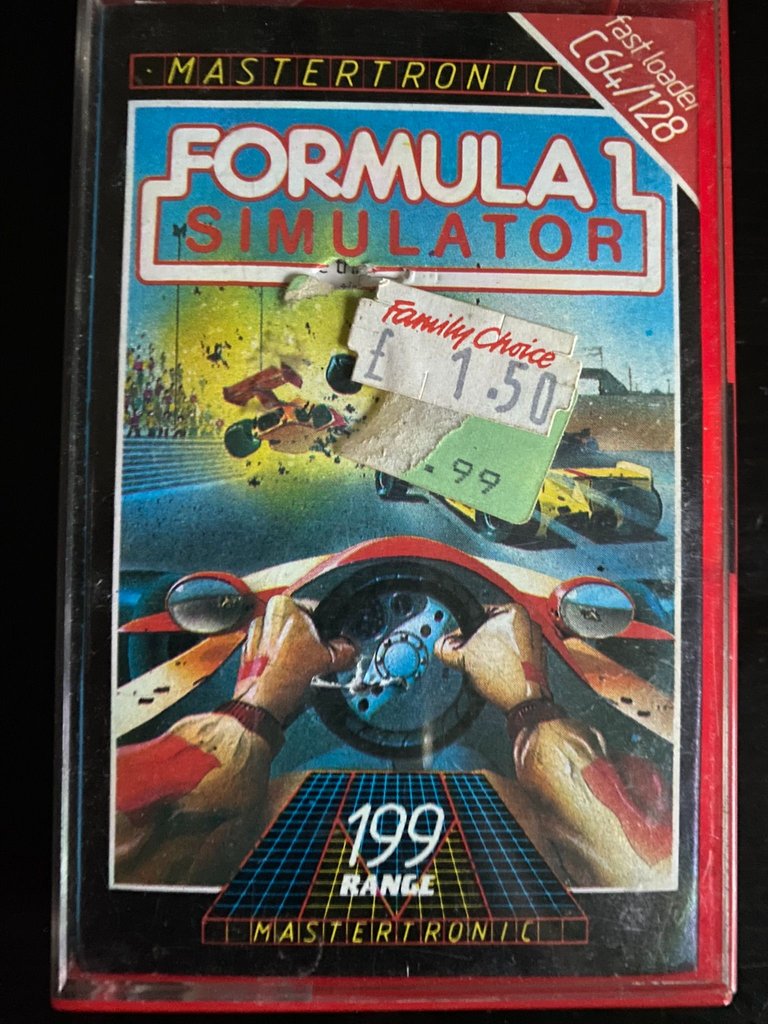 MASTERTRONIC
fast loader
C64/128
FORMULA 1
SIMULATOR
Family Choice
£ 1.50
.99
199
RANGE
MASTERTRONIC